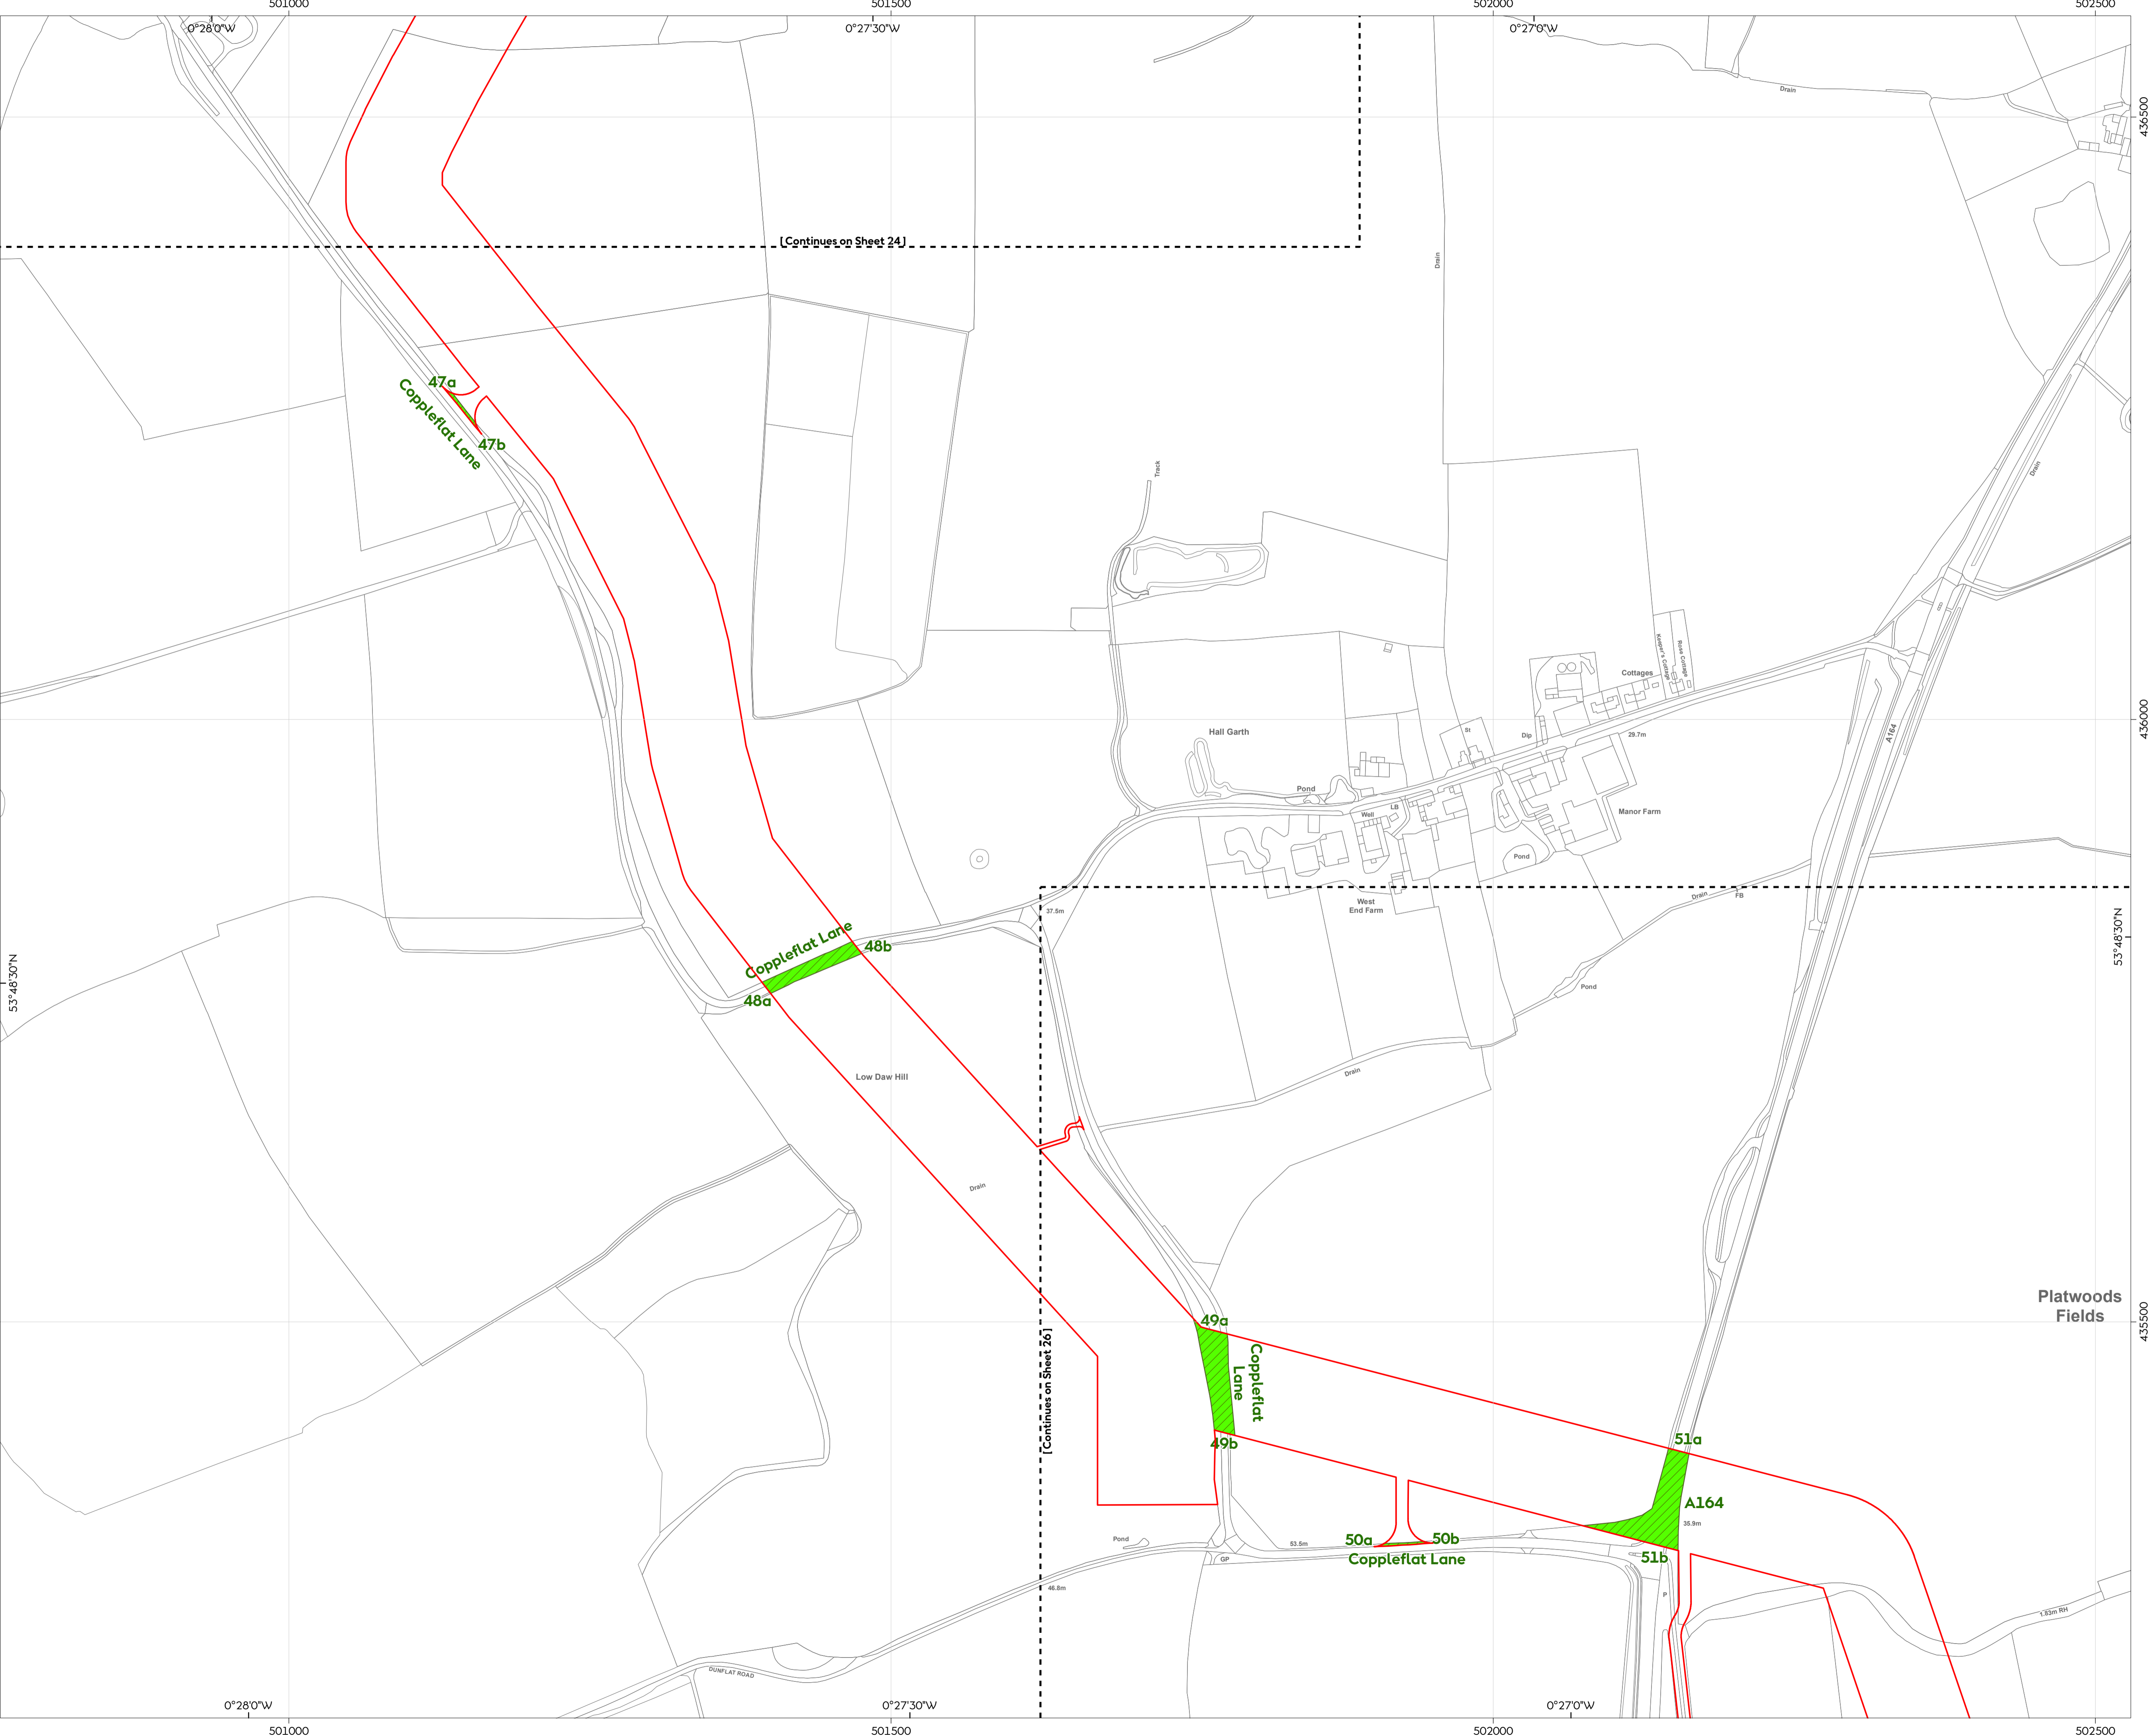 501000
501500
502000
502500
0°28'0"W
0°27'30"W
0°27'0"W
Drain
436500
[ Continues on Sheet 24 ]
Drain
47a
Coppleflat Lane
47b
Track
Drain
Keeper's Cottage
Rose Cottage
Cottages
Hall Garth
St
Dip
29.7m
A164
436000
Pond
LB
Well
Manor Farm
Pond
West
End Farm
Drain
FB
37.5m
Coppleflat Lane
48b
48a
53°48'30"N
53°48'30"N
Pond
Low Daw Hill
Drain
Drain
Platwoods
Fields
49a
435500
Coppleflat
Lane
[Continues on Sheet 26]
49b
51a
A164
35.9m
Pond
50a
50b
53.5m
Coppleflat Lane
51b
GP
46.8m
P
1.83m RH
DUNFLAT ROAD
0°28'0"W
0°27'30"W
0°27'0"W
501000
501500
502000
502500